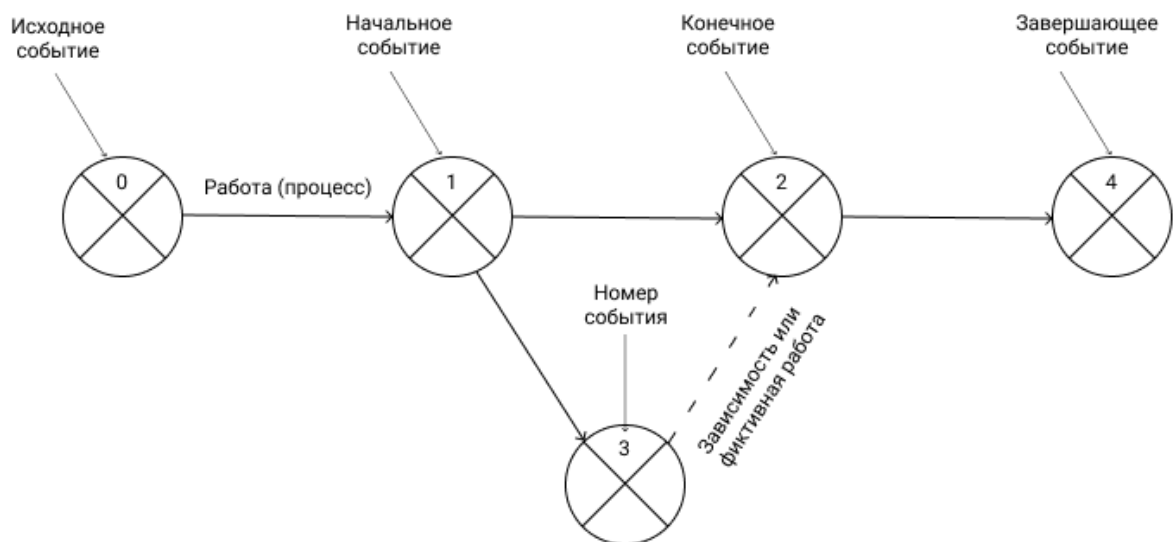 Исходное
событие
Начальное
событие
Конечное
событие
Завершающее
событие
0
Работа (процесс)
1
2
4
Номер
события
3
Зависимость или
фиктивная работа